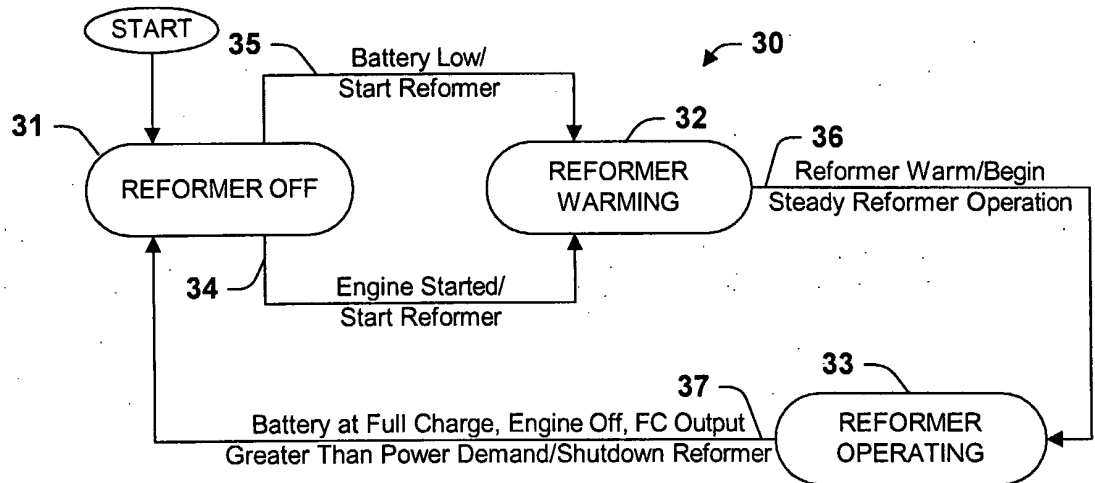 START
35
Battery Low/
Start Reformer
30
31
REFORMER OFF
32
REFORMER
WARMING
36
Reformer Warm/Begin
Steady Reformer Operation
34
Engine Started/
Start Reformer
33
REFORMER
OPERATING
37
Battery at Full Charge, Engine Off, FC Output
Greater Than Power Demand/Shutdown Reformer